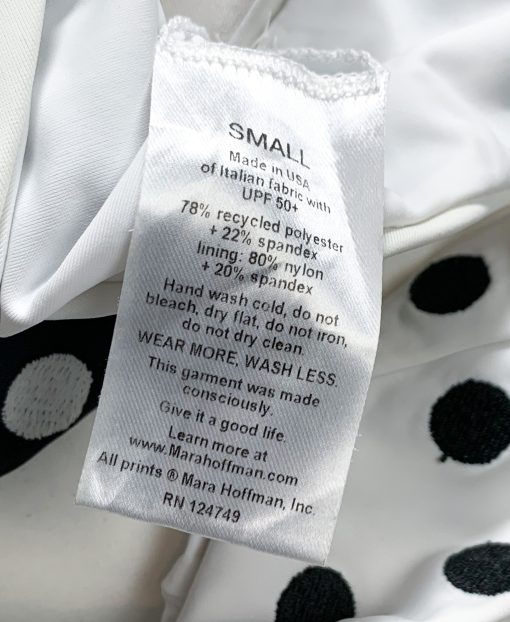 SMALL
Made in USA
of Italian fabric with
UPF 50+
78% recycled polyester
+ 22% spandex
lining: 80% nylon
+ 20% spandex
Hand wash cold, do not
bleach, dry flat, do not iron,
do not dry clean.
WEAR MORE, WASH LESS.
This garment was made
consciously.
Give it a good life.
Learn more at
www.Marahoffman.com
All prints ® Mara Hoffman, Inc.
RN 124749